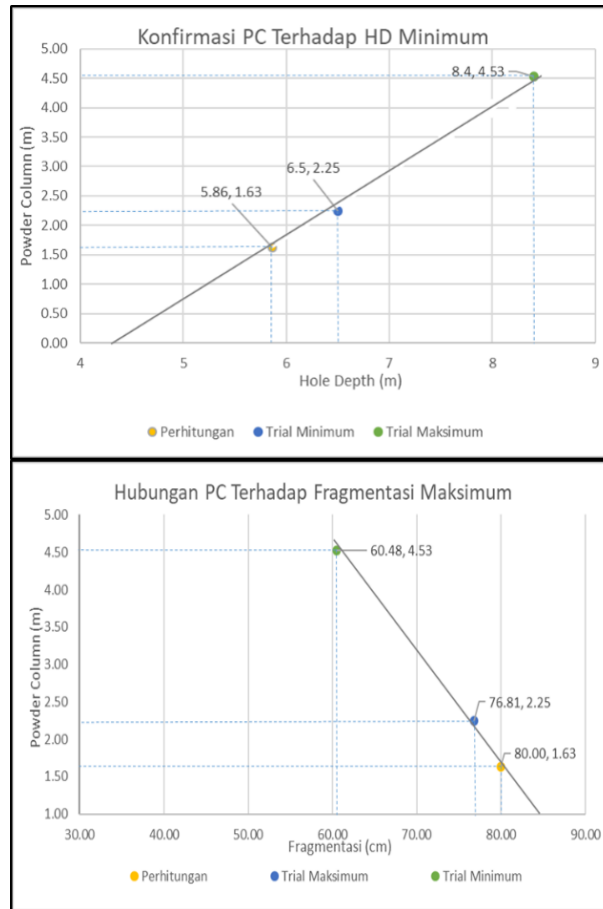 Konfirmasi PC Terhadap HD Minimum
Powder Column (m)
5.00
4.50
4.00
3.50
3.00
2.50
2.00
1.50
1.00
0.50
0.00
8.4, 4.53
6.5, 2.25
5.86, 1.63
4 5 6 7 8 9
Hole Depth (m)
Perhitungan Trial Minimum Trial Maksimum
Hubungan PC Terhadap Fragmentasi Maksimum
Powder Column (m)
5.00
4.50
4.00
3.50
3.00
2.50
2.00
1.50
1.00
60.48, 4.53
76.81, 2.25
80.00, 1.63
30.00 40.00 50.00 60.00 70.00 80.00 90.00
Fragmentasi (cm)
Perhitungan Trial Maksimum Trial Minimum